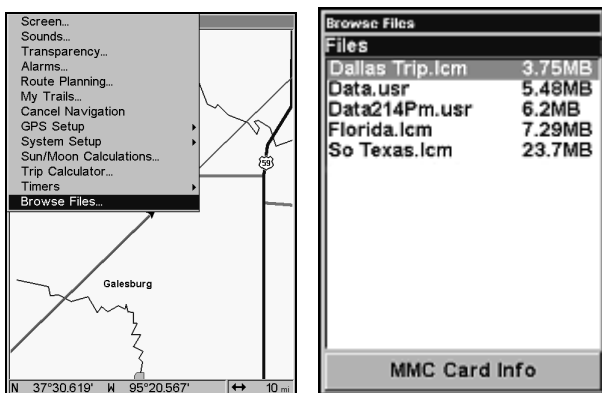 Screen...
Sounds...
Transparency...
Alarms...
Route Planning...
My Trails...
Cancel Navigation
GPS Setup
System Setup
Sun/Moon Calculations...
Trip Calculator...
Timers
Browse Files...
59
Galesburg
N 37°30.619' W 95°20.567' ↔ 10 mi
Browse Files
Files
Dallas Trip.lcm 3.75MB
Data.usr 5.48MB
Data214Pm.usr 6.2MB
Florida.lcm 7.29MB
So Texas.lcm 23.7MB
MMC Card Info